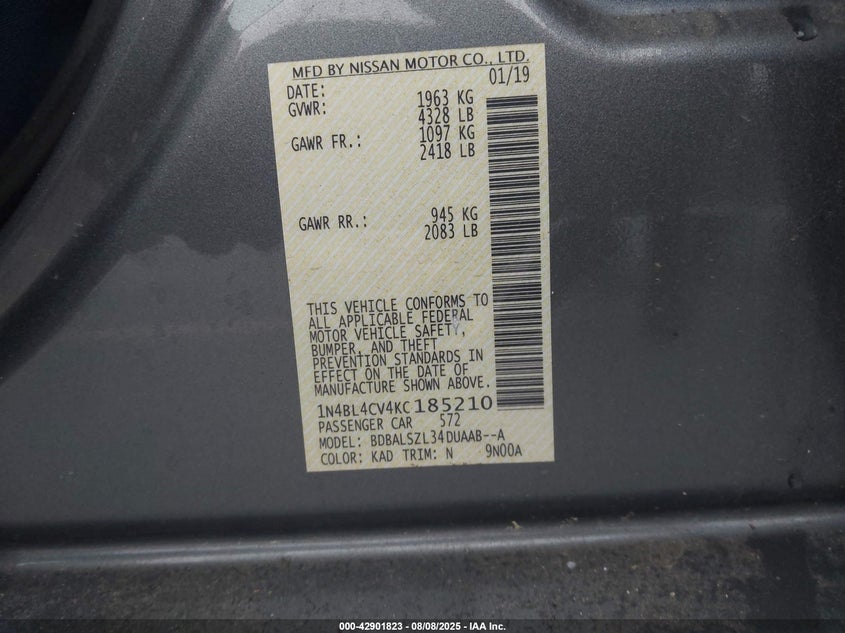 MFD BY NISSAN MOTOR CO., LTD.
DATE: 01/19
GVWR: 1963 KG
4328 LB
GAWR FR.: 1097 KG
2418 LB
GAWR RR.: 945 KG
2083 LB
THIS VEHICLE CONFORMS TO
ALL APPLICABLE FEDERAL
MOTOR VEHICLE SAFETY,
BUMPER, AND THEFT
PREVENTION STANDARDS IN
EFFECT ON THE DATE OF
MANUFACTURE SHOWN ABOVE.
1N4BL4CV4KC185210
PASSENGER CAR 572
MODEL: BDBALSZL34DUAAB--A
COLOR: KAD TRIM: N 9N00A
000-42901823 - 08/08/2025 - IAA Inc.